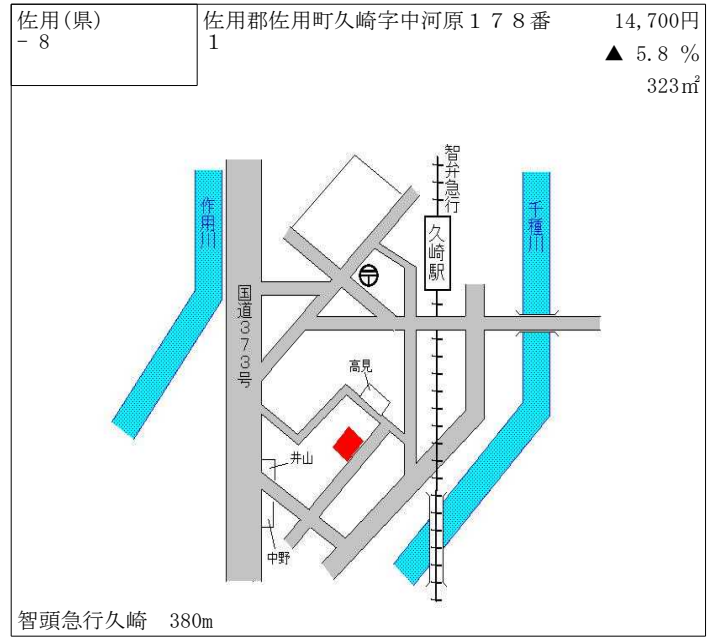 佐用(県)
－8
佐用郡佐用町久崎字中河原１７８番
1
14,700円
▲ 5.8 %
323㎡
智弁急行
作用川
千種川
久崎駅
〒
国道３７３号
高見
井山
中野
智頭急行久崎　380m